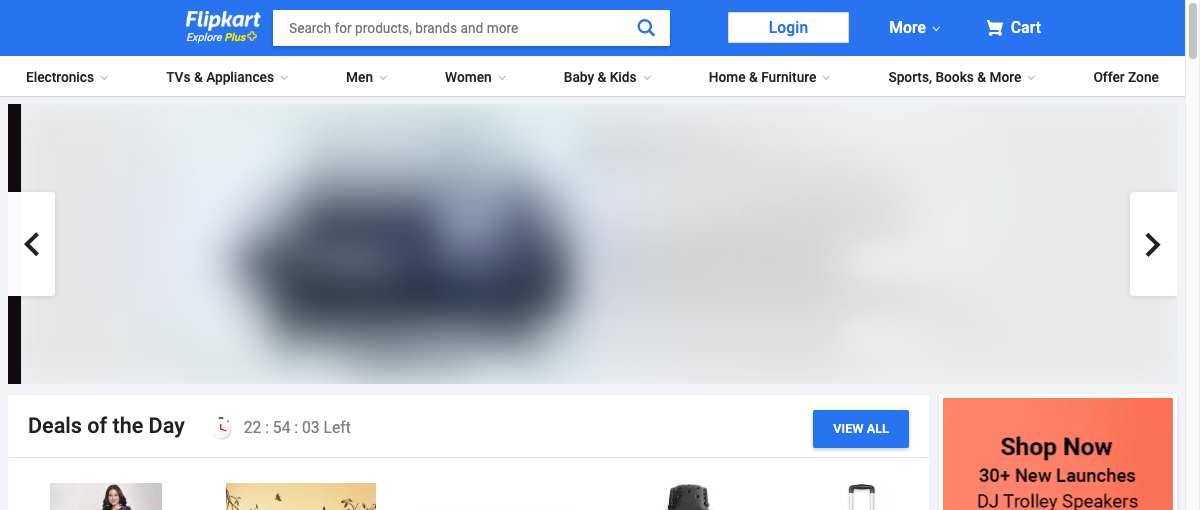 Flipkart
Explore Plus
Search for products, brands and more
Login
More
Cart
Electronics
TVs & Appliances
Men
Women
Baby & Kids
Home & Furniture
Sports, Books & More
Offer Zone
Deals of the Day
22 : 54 : 03 Left
VIEW ALL
Shop Now
30+ New Launches
DJ Trolley Speakers